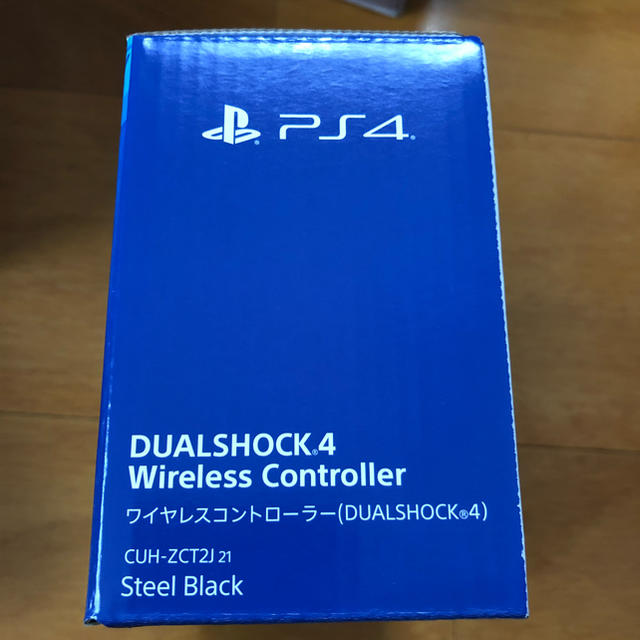 PS4®
DUALSHOCK®4
Wireless Controller
ワイヤレスコントローラー(DUALSHOCK®4)
CUH-ZCT2J 21
Steel Black